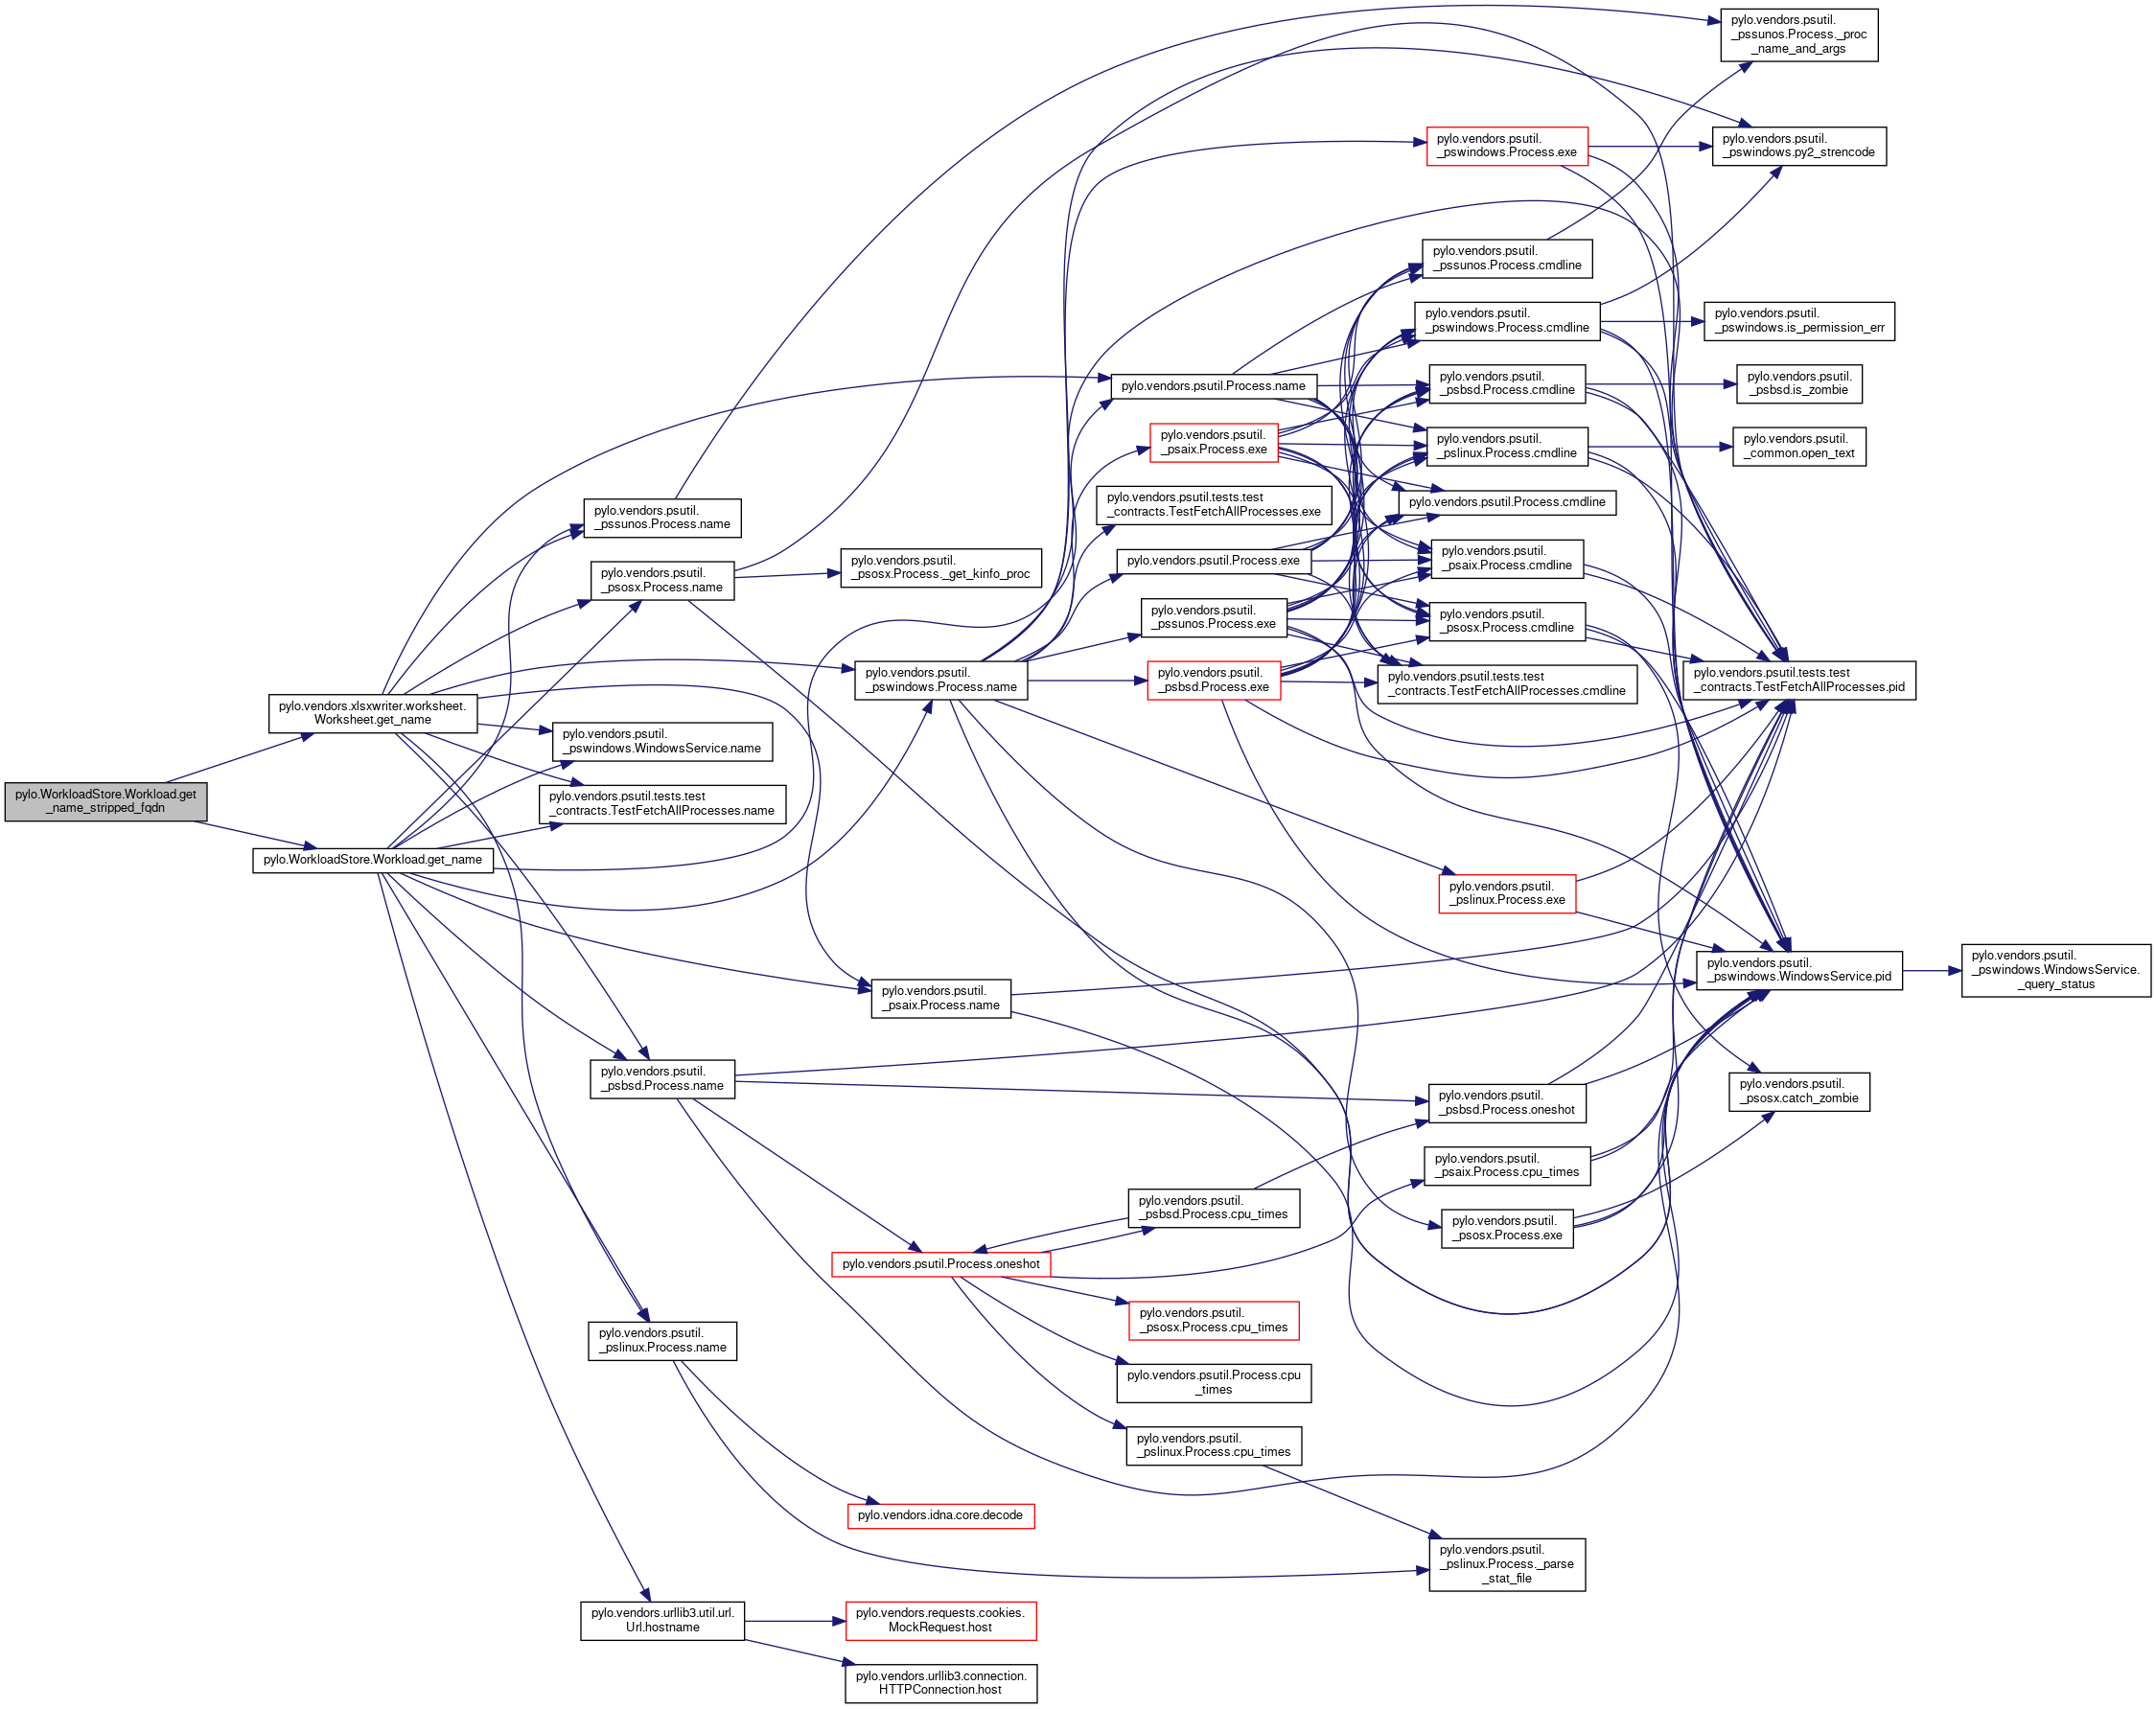 pylo.WorkloadStore.Workload.get
_name_stripped_fqdn
pylo.vendors.xlsxwriter.worksheet.
Worksheet.get_name
pylo.WorkloadStore.Workload.get_name
pylo.vendors.psutil.
_pssunos.Process.name
pylo.vendors.psutil.
_psosx.Process.name
pylo.vendors.psutil.
_pswindows.WindowsService.name
pylo.vendors.psutil.tests.test
_contracts.TestFetchAllProcesses.name
pylo.vendors.psutil.
_psbsd.Process.name
pylo.vendors.psutil.
_pslinux.Process.name
pylo.vendors.urllib3.util.url.
Url.hostname
pylo.vendors.psutil.
_psosx.Process._get_kinfo_proc
pylo.vendors.psutil.
_pswindows.Process.name
pylo.vendors.psutil.
_psaix.Process.name
pylo.vendors.psutil.Process.oneshot
pylo.vendors.idna.core.decode
pylo.vendors.requests.cookies.
MockRequest.host
pylo.vendors.urllib3.connection.
HTTPConnection.host
pylo.vendors.psutil.Process.name
pylo.vendors.psutil.
_psaix.Process.exe
pylo.vendors.psutil.tests.test
_contracts.TestFetchAllProcesses.exe
pylo.vendors.psutil.Process.exe
pylo.vendors.psutil.
_pssunos.Process.exe
pylo.vendors.psutil.
_psbsd.Process.exe
pylo.vendors.psutil.
_psbsd.Process.cpu_times
pylo.vendors.psutil.
_psosx.Process.cpu_times
pylo.vendors.psutil.Process.cpu
_times
pylo.vendors.psutil.
_pslinux.Process.cpu_times
pylo.vendors.psutil.
_pswindows.Process.exe
pylo.vendors.psutil.
_pssunos.Process.cmdline
pylo.vendors.psutil.
_pswindows.Process.cmdline
pylo.vendors.psutil.
_psbsd.Process.cmdline
pylo.vendors.psutil.
_pslinux.Process.cmdline
pylo.vendors.psutil.Process.cmdline
pylo.vendors.psutil.
_psaix.Process.cmdline
pylo.vendors.psutil.
_psosx.Process.cmdline
pylo.vendors.psutil.tests.test
_contracts.TestFetchAllProcesses.cmdline
pylo.vendors.psutil.
_pslinux.Process.exe
pylo.vendors.psutil.
_psbsd.Process.oneshot
pylo.vendors.psutil.
_psaix.Process.cpu_times
pylo.vendors.psutil.
_psosx.Process.exe
pylo.vendors.psutil.
_pslinux.Process._parse
_stat_file
pylo.vendors.psutil.
_pssunos.Process._proc
_name_and_args
pylo.vendors.psutil.
_pswindows.py2_strencode
pylo.vendors.psutil.
_pswindows.is_permission_err
pylo.vendors.psutil.
_psbsd.is_zombie
pylo.vendors.psutil.
_common.open_text
pylo.vendors.psutil.tests.test
_contracts.TestFetchAllProcesses.pid
pylo.vendors.psutil.
_pswindows.WindowsService.pid
pylo.vendors.psutil.
_psosx.catch_zombie
pylo.vendors.psutil.
_pswindows.WindowsService.
_query_status